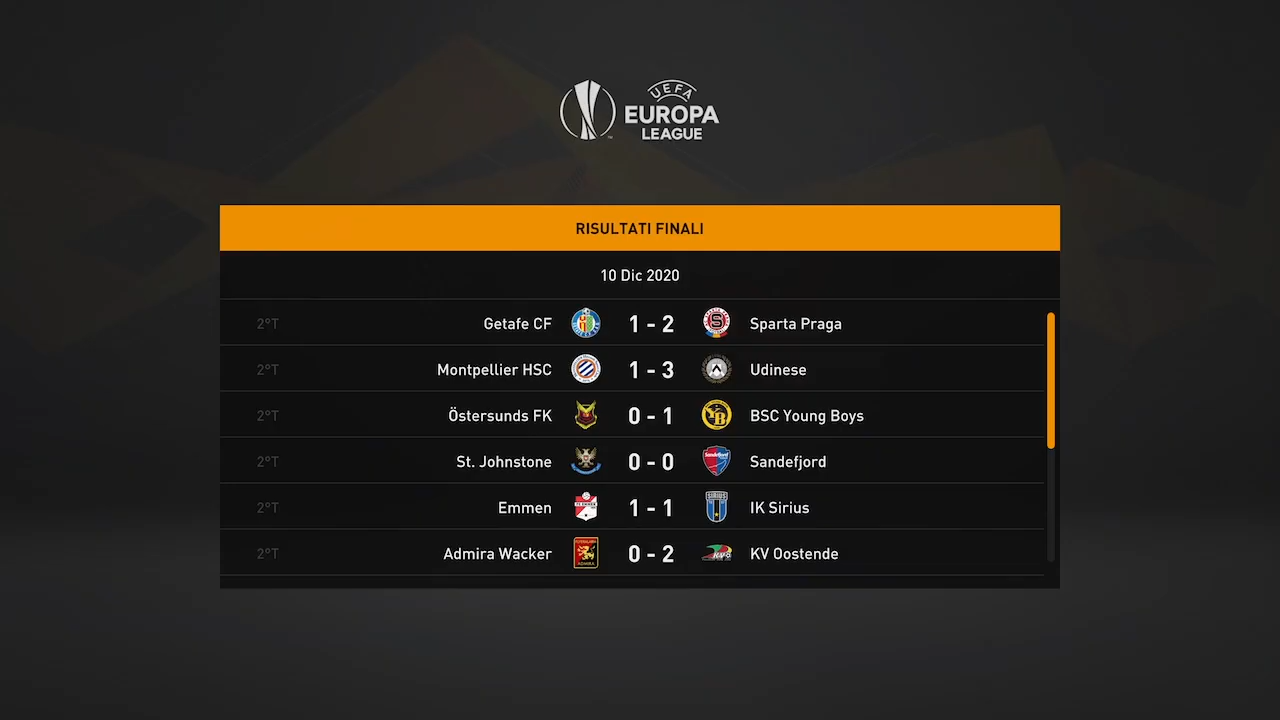 UEFA
EUROPA
LEAGUE
RISULTATI FINALI
10 Dic 2020
2°T Getafe CF 1 - 2 Sparta Praga
2°T Montpellier HSC 1 - 3 Udinese
2°T Östersunds FK 0 - 1 BSC Young Boys
2°T St. Johnstone 0 - 0 Sandefjord
2°T Emmen 1 - 1 IK Sirius
2°T Admira Wacker 0 - 2 KV Oostende